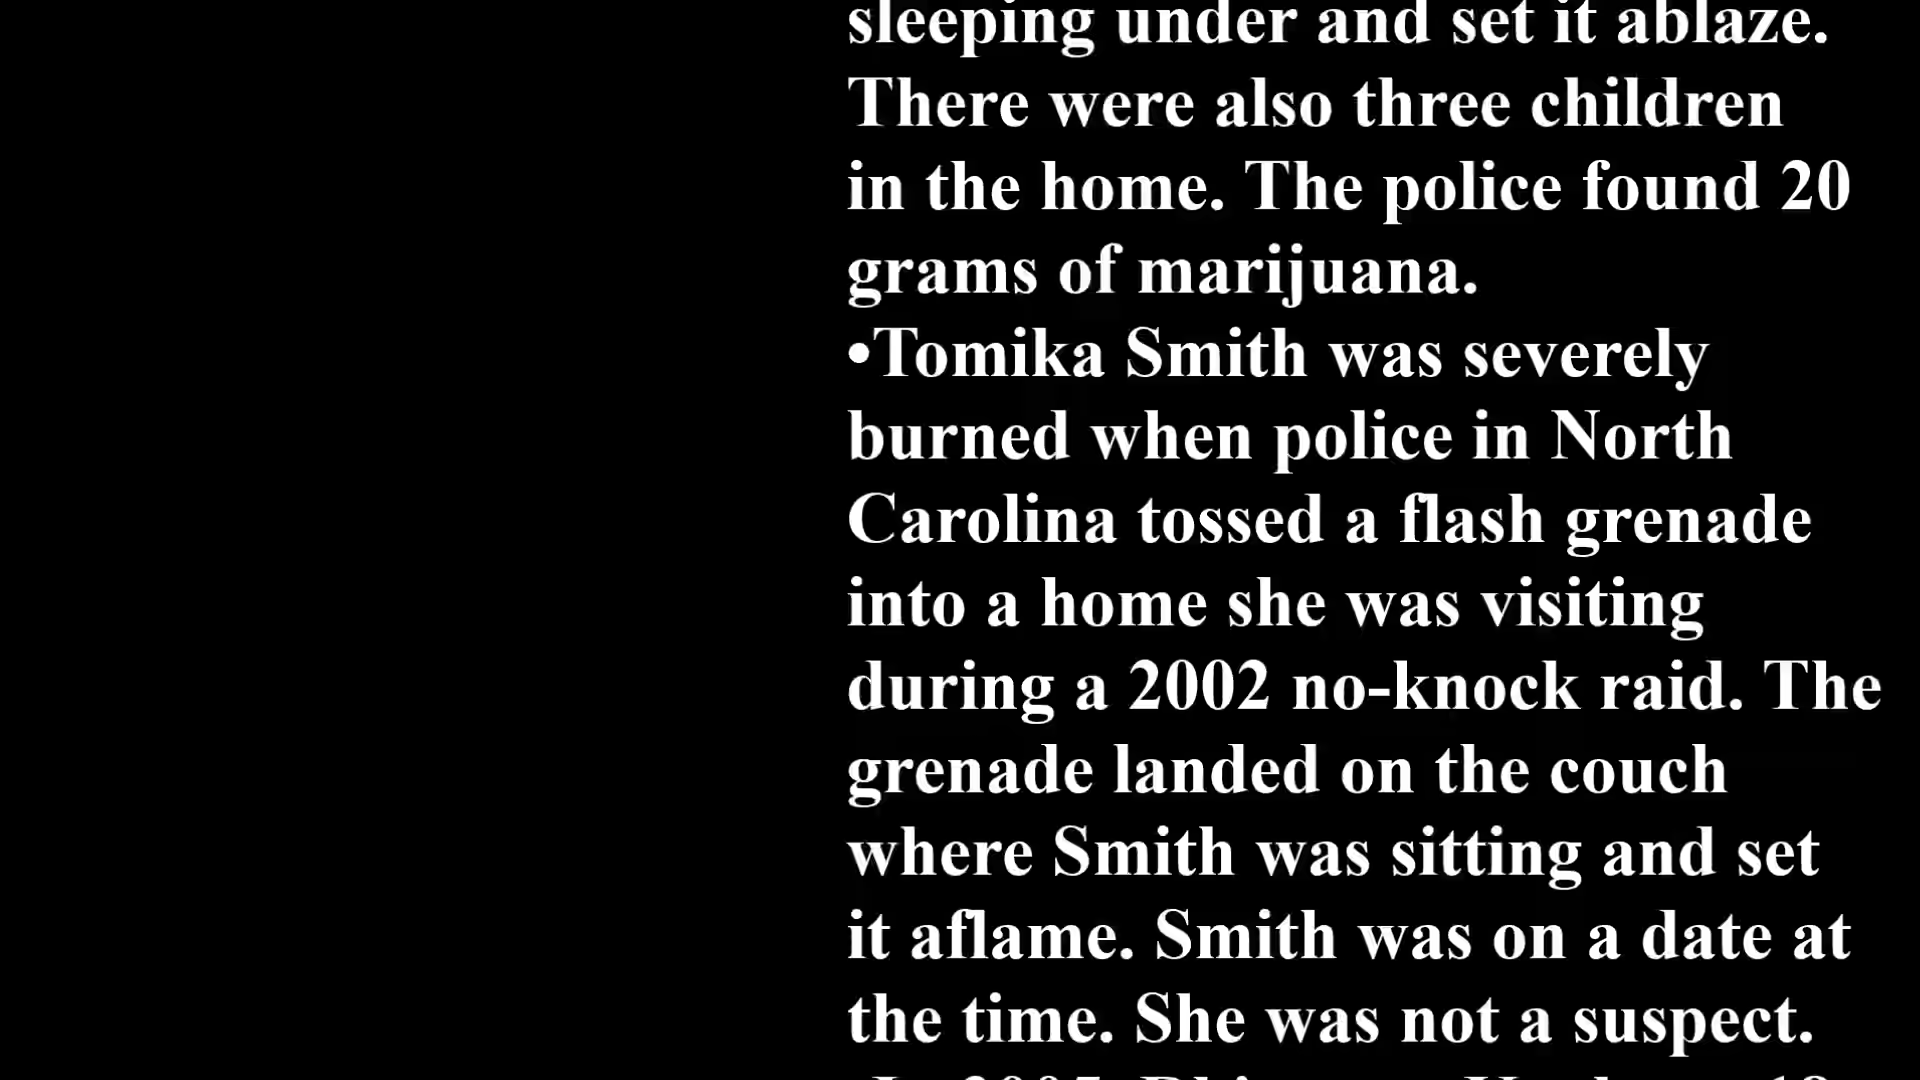 sleeping under and set it ablaze.
There were also three children
in the home. The police found 20
grams of marijuana.
•Tomika Smith was severely
burned when police in North
Carolina tossed a flash grenade
into a home she was visiting
during a 2002 no-knock raid. The
grenade landed on the couch
where Smith was sitting and set
it aflame. Smith was on a date at
the time. She was not a suspect.